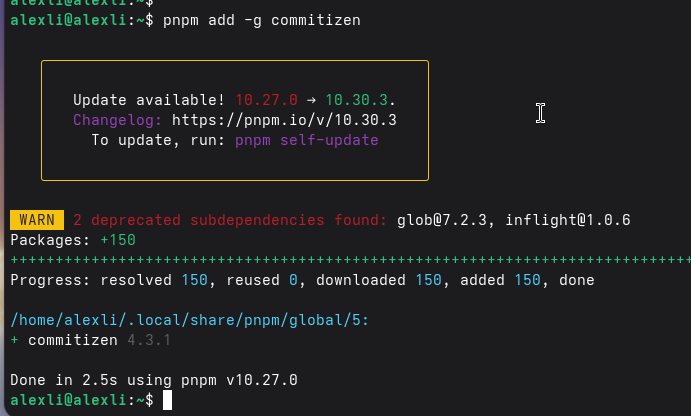 alexli@alexli:~$
alexli@alexli:~$ pnpm add -g commitizen
Update available! 10.27.0 → 10.30.3.
Changelog: https://pnpm.io/v/10.30.3
To update, run: pnpm self-update
WARN 2 deprecated subdependencies found: glob@7.2.3, inflight@1.0.6
Packages: +150
++++++++++++++++++++++++++++++++++++++++++++++++++++++++++++++++++++++++++++
Progress: resolved 150, reused 0, downloaded 150, added 150, done
/home/alexli/.local/share/pnpm/global/5:
+ commitizen 4.3.1
Done in 2.5s using pnpm v10.27.0
alexli@alexli:~$